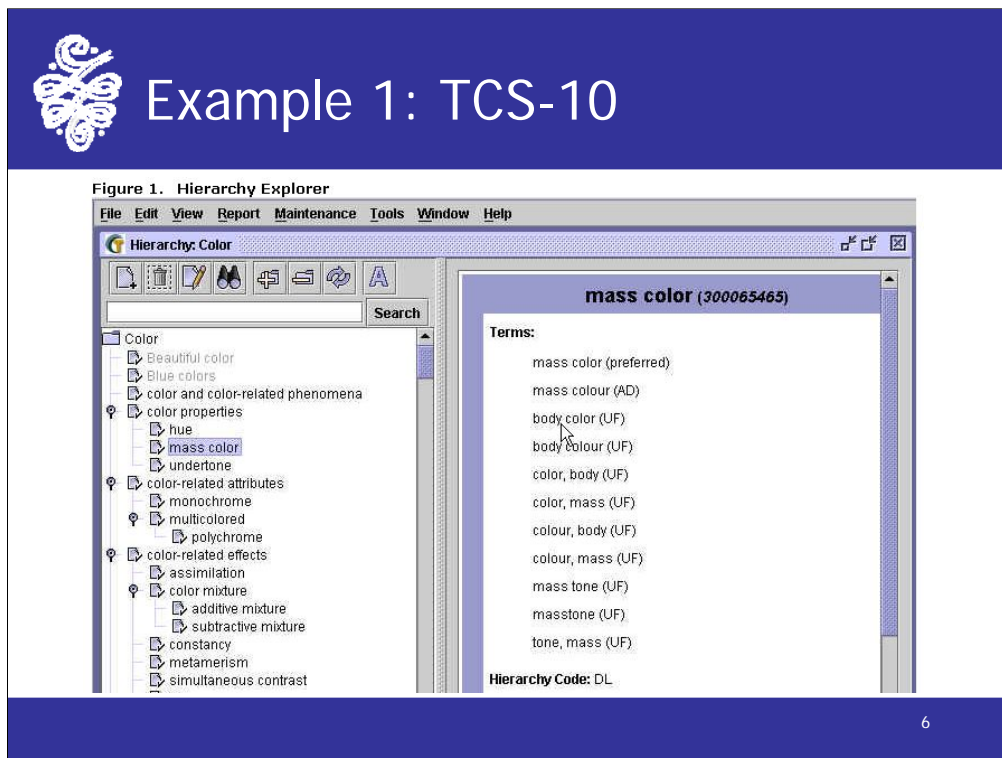 Example 1: TCS-10
Figure 1. Hierarchy Explorer
File Edit View Report Maintenance Tools Window Help
Hierarchy: Color
A
Search
Color
Beautiful color
Blue colors
color and color-related phenomena
color properties
hue
mass color
undertone
color-related attributes
monochrome
multicolored
polychrome
color-related effects
assimilation
color mixture
additive mixture
subtractive mixture
constancy
metamerism
simultaneous contrast
mass color (300065465)
Terms:
mass color (preferred)
mass colour (AD)
body color (UF)
body colour (UF)
color, body (UF)
color, mass (UF)
colour, body (UF)
colour, mass (UF)
mass tone (UF)
masstone (UF)
tone, mass (UF)
Hierarchy Code: DL
6